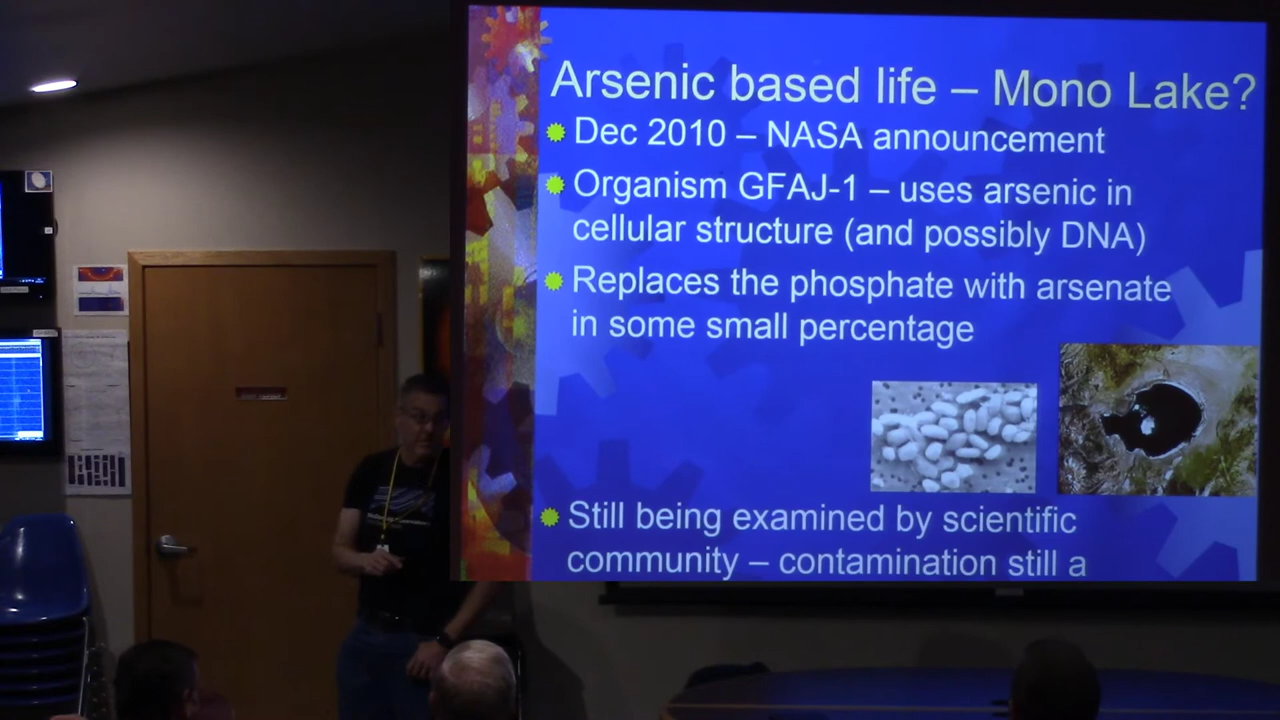 Arsenic based life – Mono Lake?
Dec 2010 – NASA announcement
Organism GFAJ-1 – uses arsenic in
cellular structure (and possibly DNA)
Replaces the phosphate with arsenate
in some small percentage
Still being examined by scientific
community – contamination still a